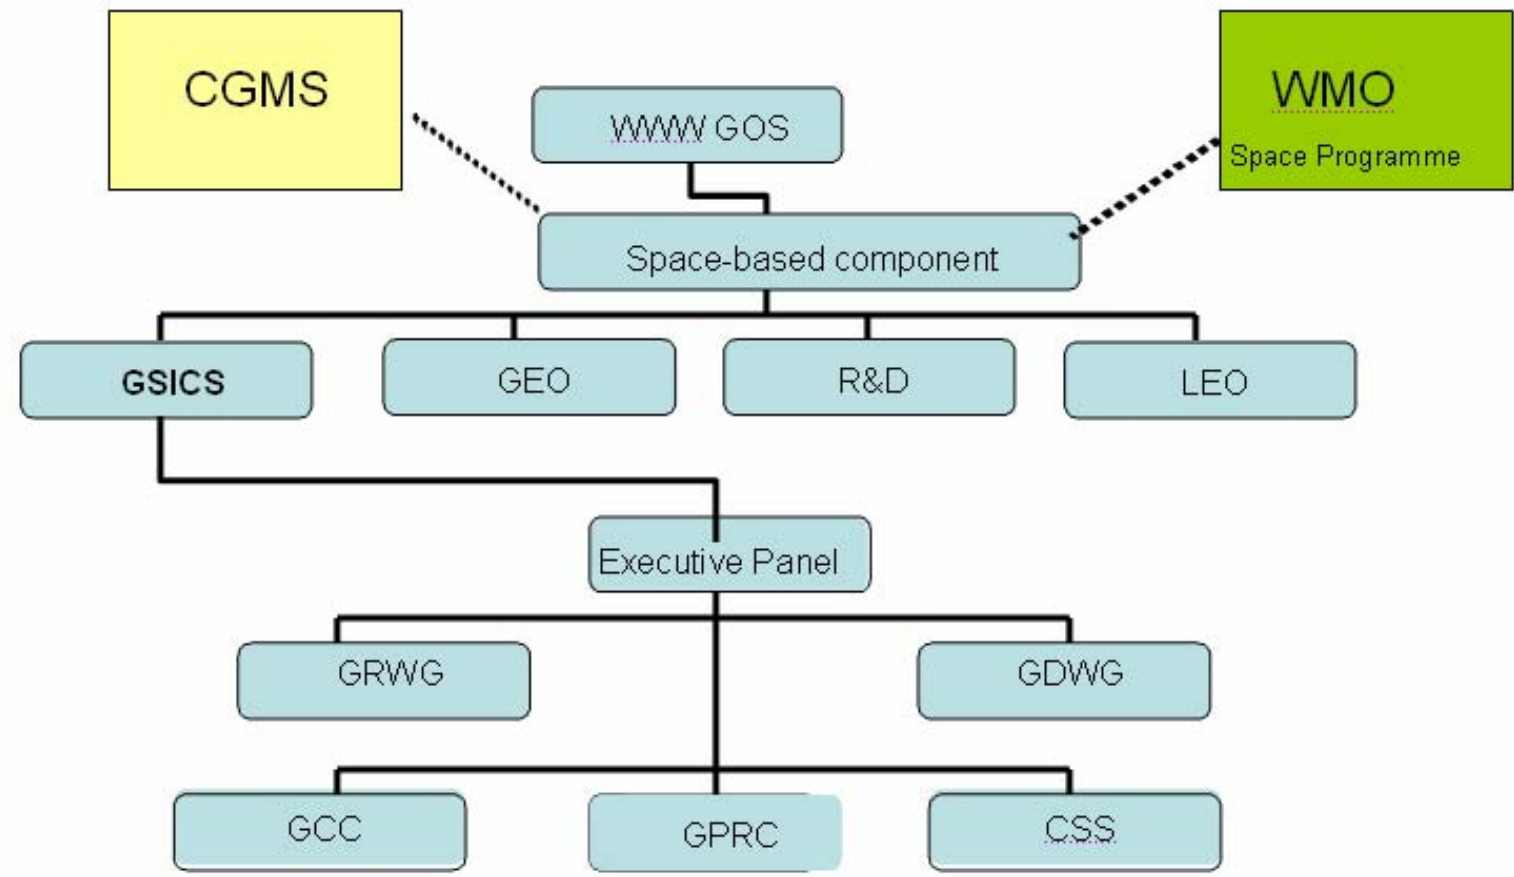 CGMS
WMO
Space Programme
WWW GOS
Space-based component
GSICS
GEO
R&D
LEO
Executive Panel
GRWG
GDWG
GCC
GPRC
CSS